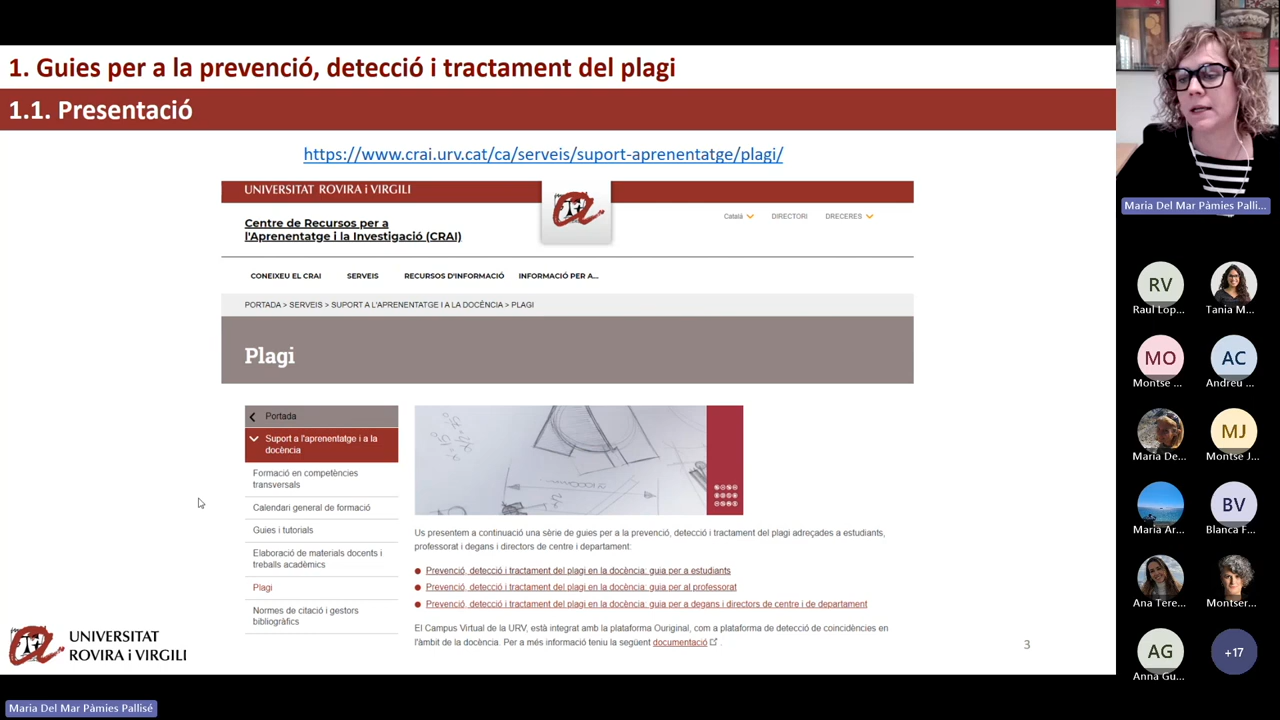 1. Guies per a la prevenció, detecció i tractament del plagi
1.1. Presentació
https://www.crai.urv.cat/ca/serveis/suport-aprenentatge/plagi/
UNIVERSITAT ROVIRA i VIRGILI
Centre de Recursos per a
l'Aprenentatge i la Investigació (CRAI)
Català
DIRECTORI
DRECERES
CONEIXEU EL CRAI
SERVEIS
RECURSOS D'INFORMACIÓ
INFORMACIÓ PER A...
PORTADA > SERVEIS > SUPORT A L'APRENENTATGE I A LA DOCÈNCIA > PLAGI
Plagi
Portada
Suport a l'aprenentatge i a la
docència
Formació en competències
transversals
Calendari general de formació
Guies i tutorials
Elaboració de materials docents i
treballs acadèmics
Plagi
Normes de citació i gestors
bibliogràfics
Us presentem a continuació una sèrie de guies per a la prevenció, detecció i tractament del plagi adreçades a estudiants,
professorat i degans i directors de centre i departament:
Prevenció, detecció i tractament del plagi en la docència: guia per a estudiants
Prevenció, detecció i tractament del plagi en la docència: guia per al professorat
Prevenció, detecció i tractament del plagi en la docència: guia per a degans i directors de centre i de departament
El Campus Virtual de la URV, està integrat amb la plataforma Ouriginal, com a plataforma de detecció de coincidències en
l'àmbit de la docència. Per a més informació teniu la següent documentació .
UNIVERSITAT
ROVIRA i VIRGILI
3
Maria Del Mar Pàmies Pallisé
Maria Del Mar Pàmies Palli...
RV
Raul Lop...
Tania M...
MO
Montse ...
AC
Andreu ...
Maria De...
MJ
Montse J...
Maria Ar...
BV
Blanca F...
Ana Tere...
Montser...
AG
Anna Gu...
+17